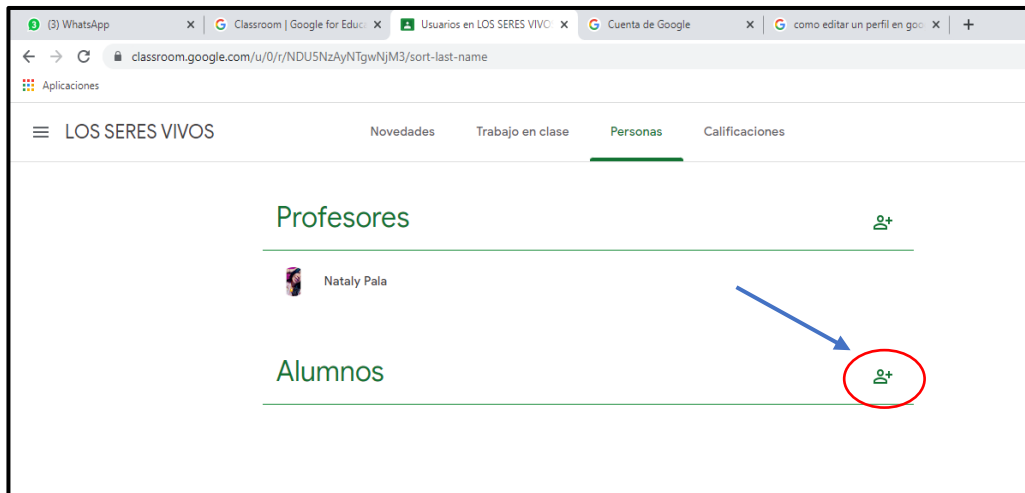 (3) WhatsApp
Classroom | Google for Educa
Usuarios en LOS SERES VIVO
Cuenta de Google
como editar un perfil en goo
classroom.google.com/u/0/r/NDU5NzAyNTgwNjM3/sort-last-name
Aplicaciones
LOS SERES VIVOS
Novedades
Trabajo en clase
Personas
Calificaciones
Profesores
Nataly Pala
Alumnos